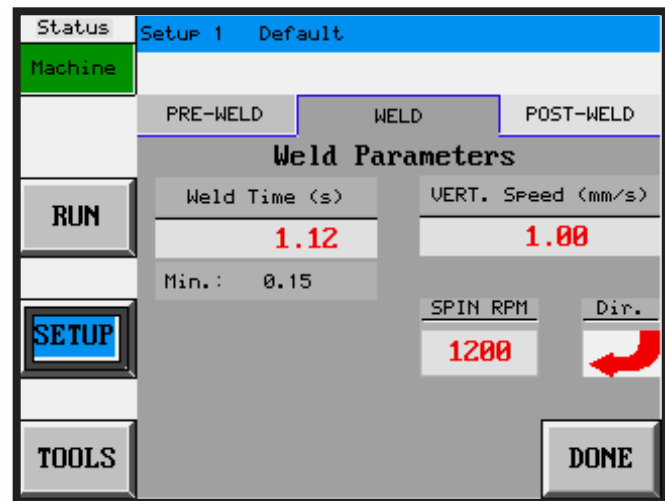 Status
Setup 1 Default
Machine
PRE-WELD WELD POST-WELD
Weld Parameters
Weld Time (s) VERT. Speed (mm/s)
RUN
1.12 1.00
Min.: 0.15
SPIN RPM Dir.
SETUP
1200
TOOLS
DONE